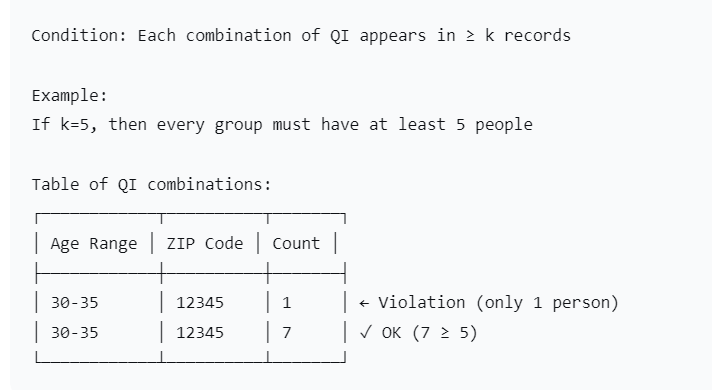 Condition: Each combination of QI appears in ≥ k records
Example:
If k=5, then every group must have at least 5 people
Table of QI combinations:
Age Range | ZIP Code | Count
30-35 | 12345 | 1 ← Violation (only 1 person)
30-35 | 12345 | 7 ✓ OK (7 ≥ 5)